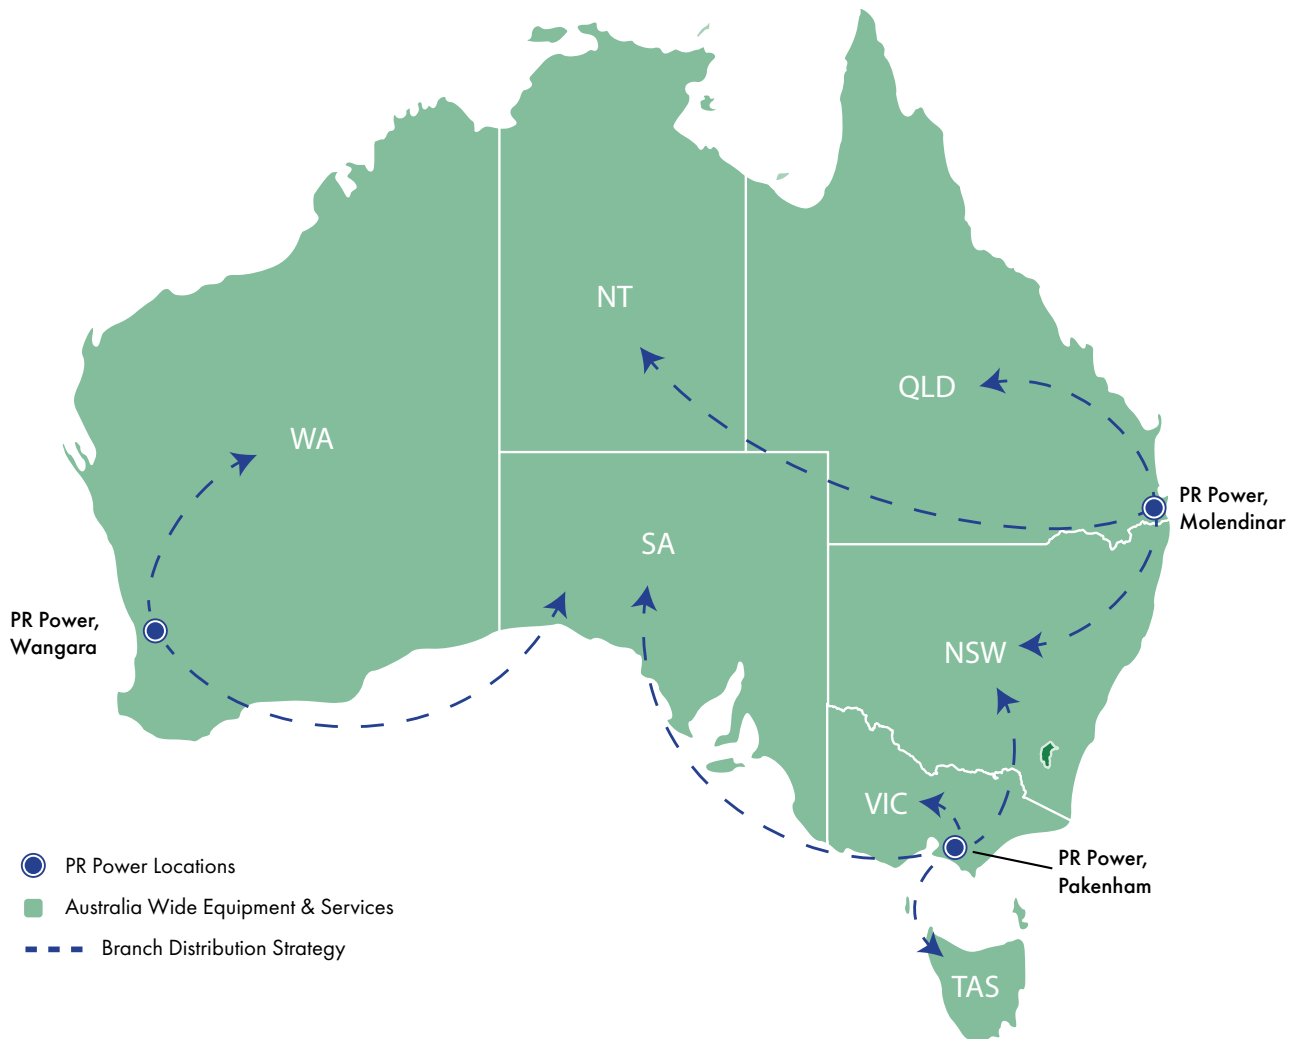 NT
QLD
WA
PR Power,
Molendinar
SA
PR Power,
Wangara
NSW
VIC
PR Power,
Pakenham
PR Power Locations
Australia Wide Equipment & Services
Branch Distribution Strategy
TAS